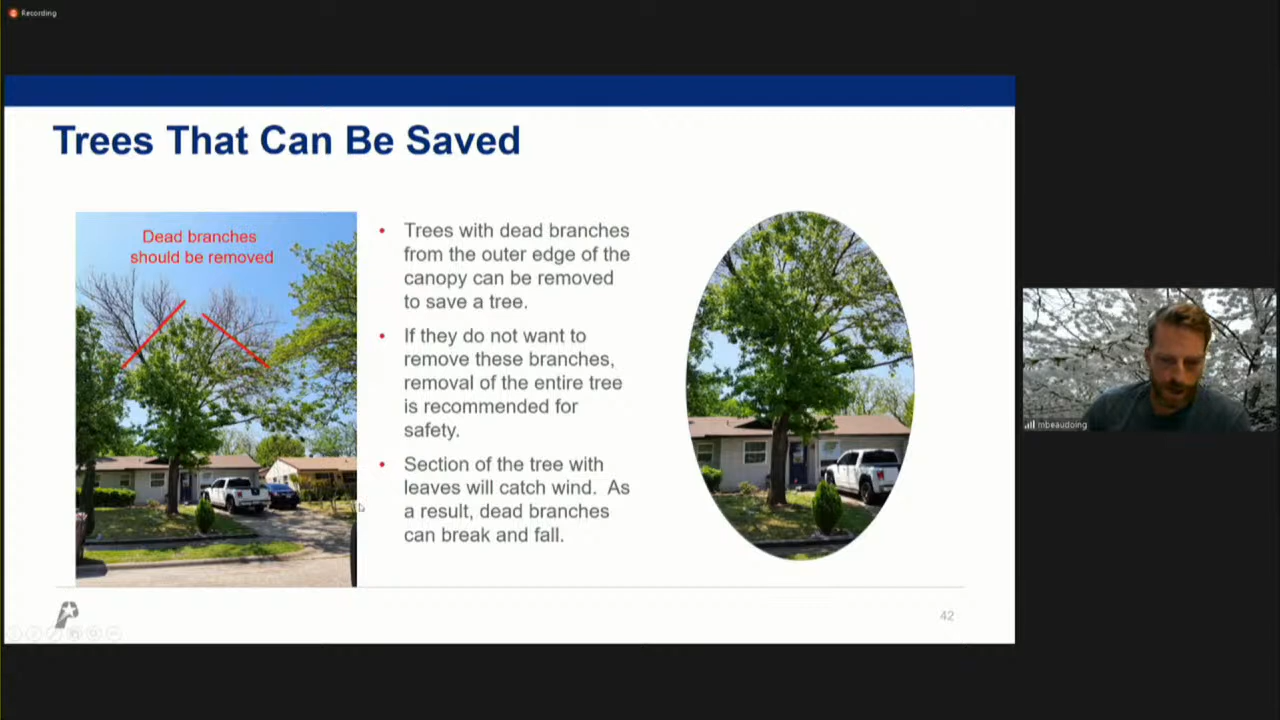 Recording
Trees That Can Be Saved
Dead branches
should be removed
• Trees with dead branches
from the outer edge of the
canopy can be removed
to save a tree.
• If they do not want to
remove these branches,
removal of the entire tree
is recommended for
safety.
• Section of the tree with
leaves will catch wind.  As
a result, dead branches
can break and fall.
mbeaudoing
42